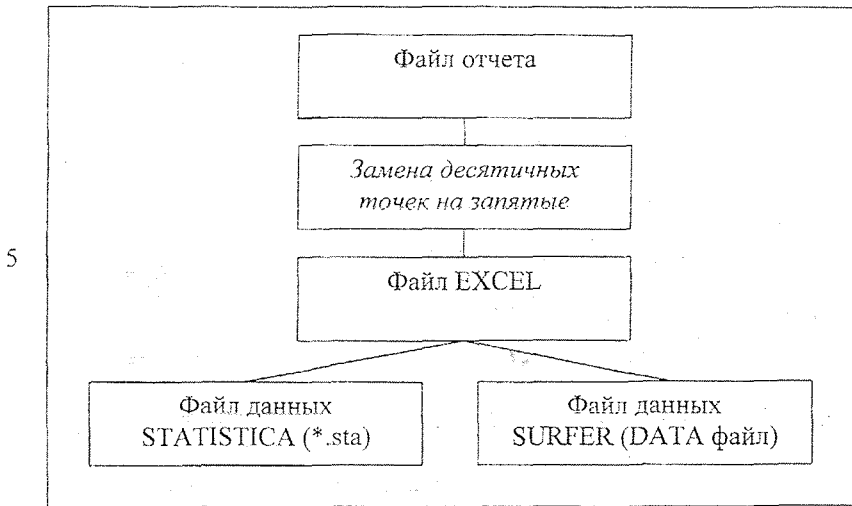 Файл отчета
Замена десятичных
точек на запятые
5
Файл EXCEL
Файл данных
STATISTICA (*.sta)
Файл данных
SURFER (DATA файл)